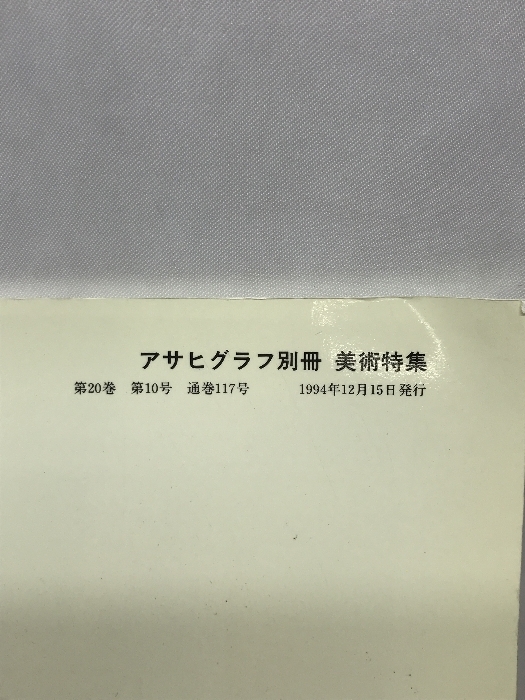 アサヒグラフ別冊 美術特集
第20巻 第10号 通巻117号 1994年12月15日発行